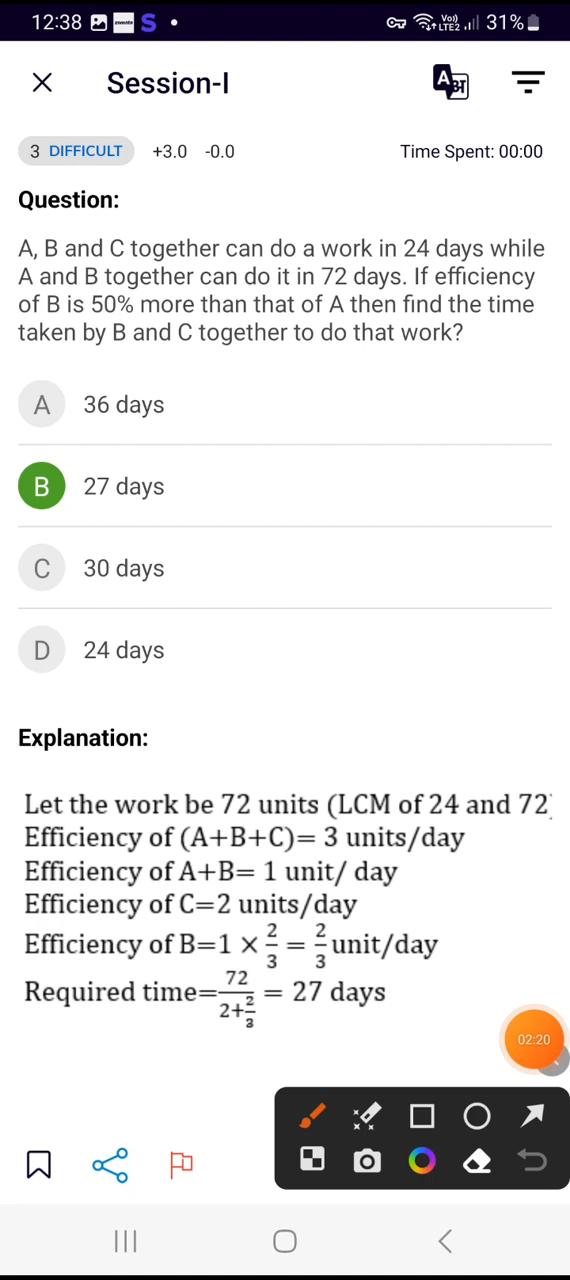 12:38 S • Vo)) LTE2 31%
Session-I
3 DIFFICULT +3.0 -0.0 Time Spent: 00:00
Question:
A, B and C together can do a work in 24 days while
A and B together can do it in 72 days. If efficiency
of B is 50% more than that of A then find the time
taken by B and C together to do that work?
A 36 days
B 27 days
C 30 days
D 24 days
Explanation:
Let the work be 72 units (LCM of 24 and 72
Efficiency of (A+B+C)= 3 units/day
Efficiency of A+B= 1 unit/ day
Efficiency of C=2 units/day
Efficiency of B=1 × 2/3 = 2/3 unit/day
Required time= 72/(2+2/3) = 27 days
02:20